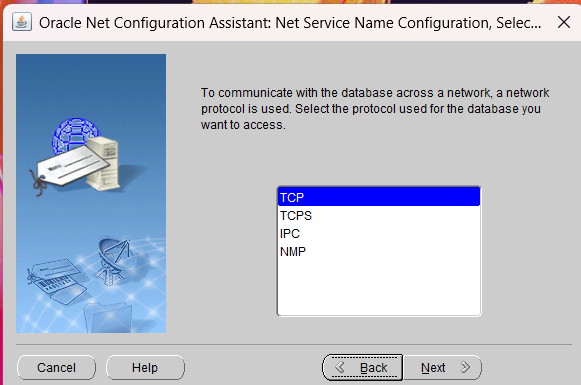 Oracle Net Configuration Assistant: Net Service Name Configuration, Selec...
To communicate with the database across a network, a network
protocol is used. Select the protocol used for the database you
want to access.
TCP
TCPS
IPC
NMP
Cancel
Help
Back
Next